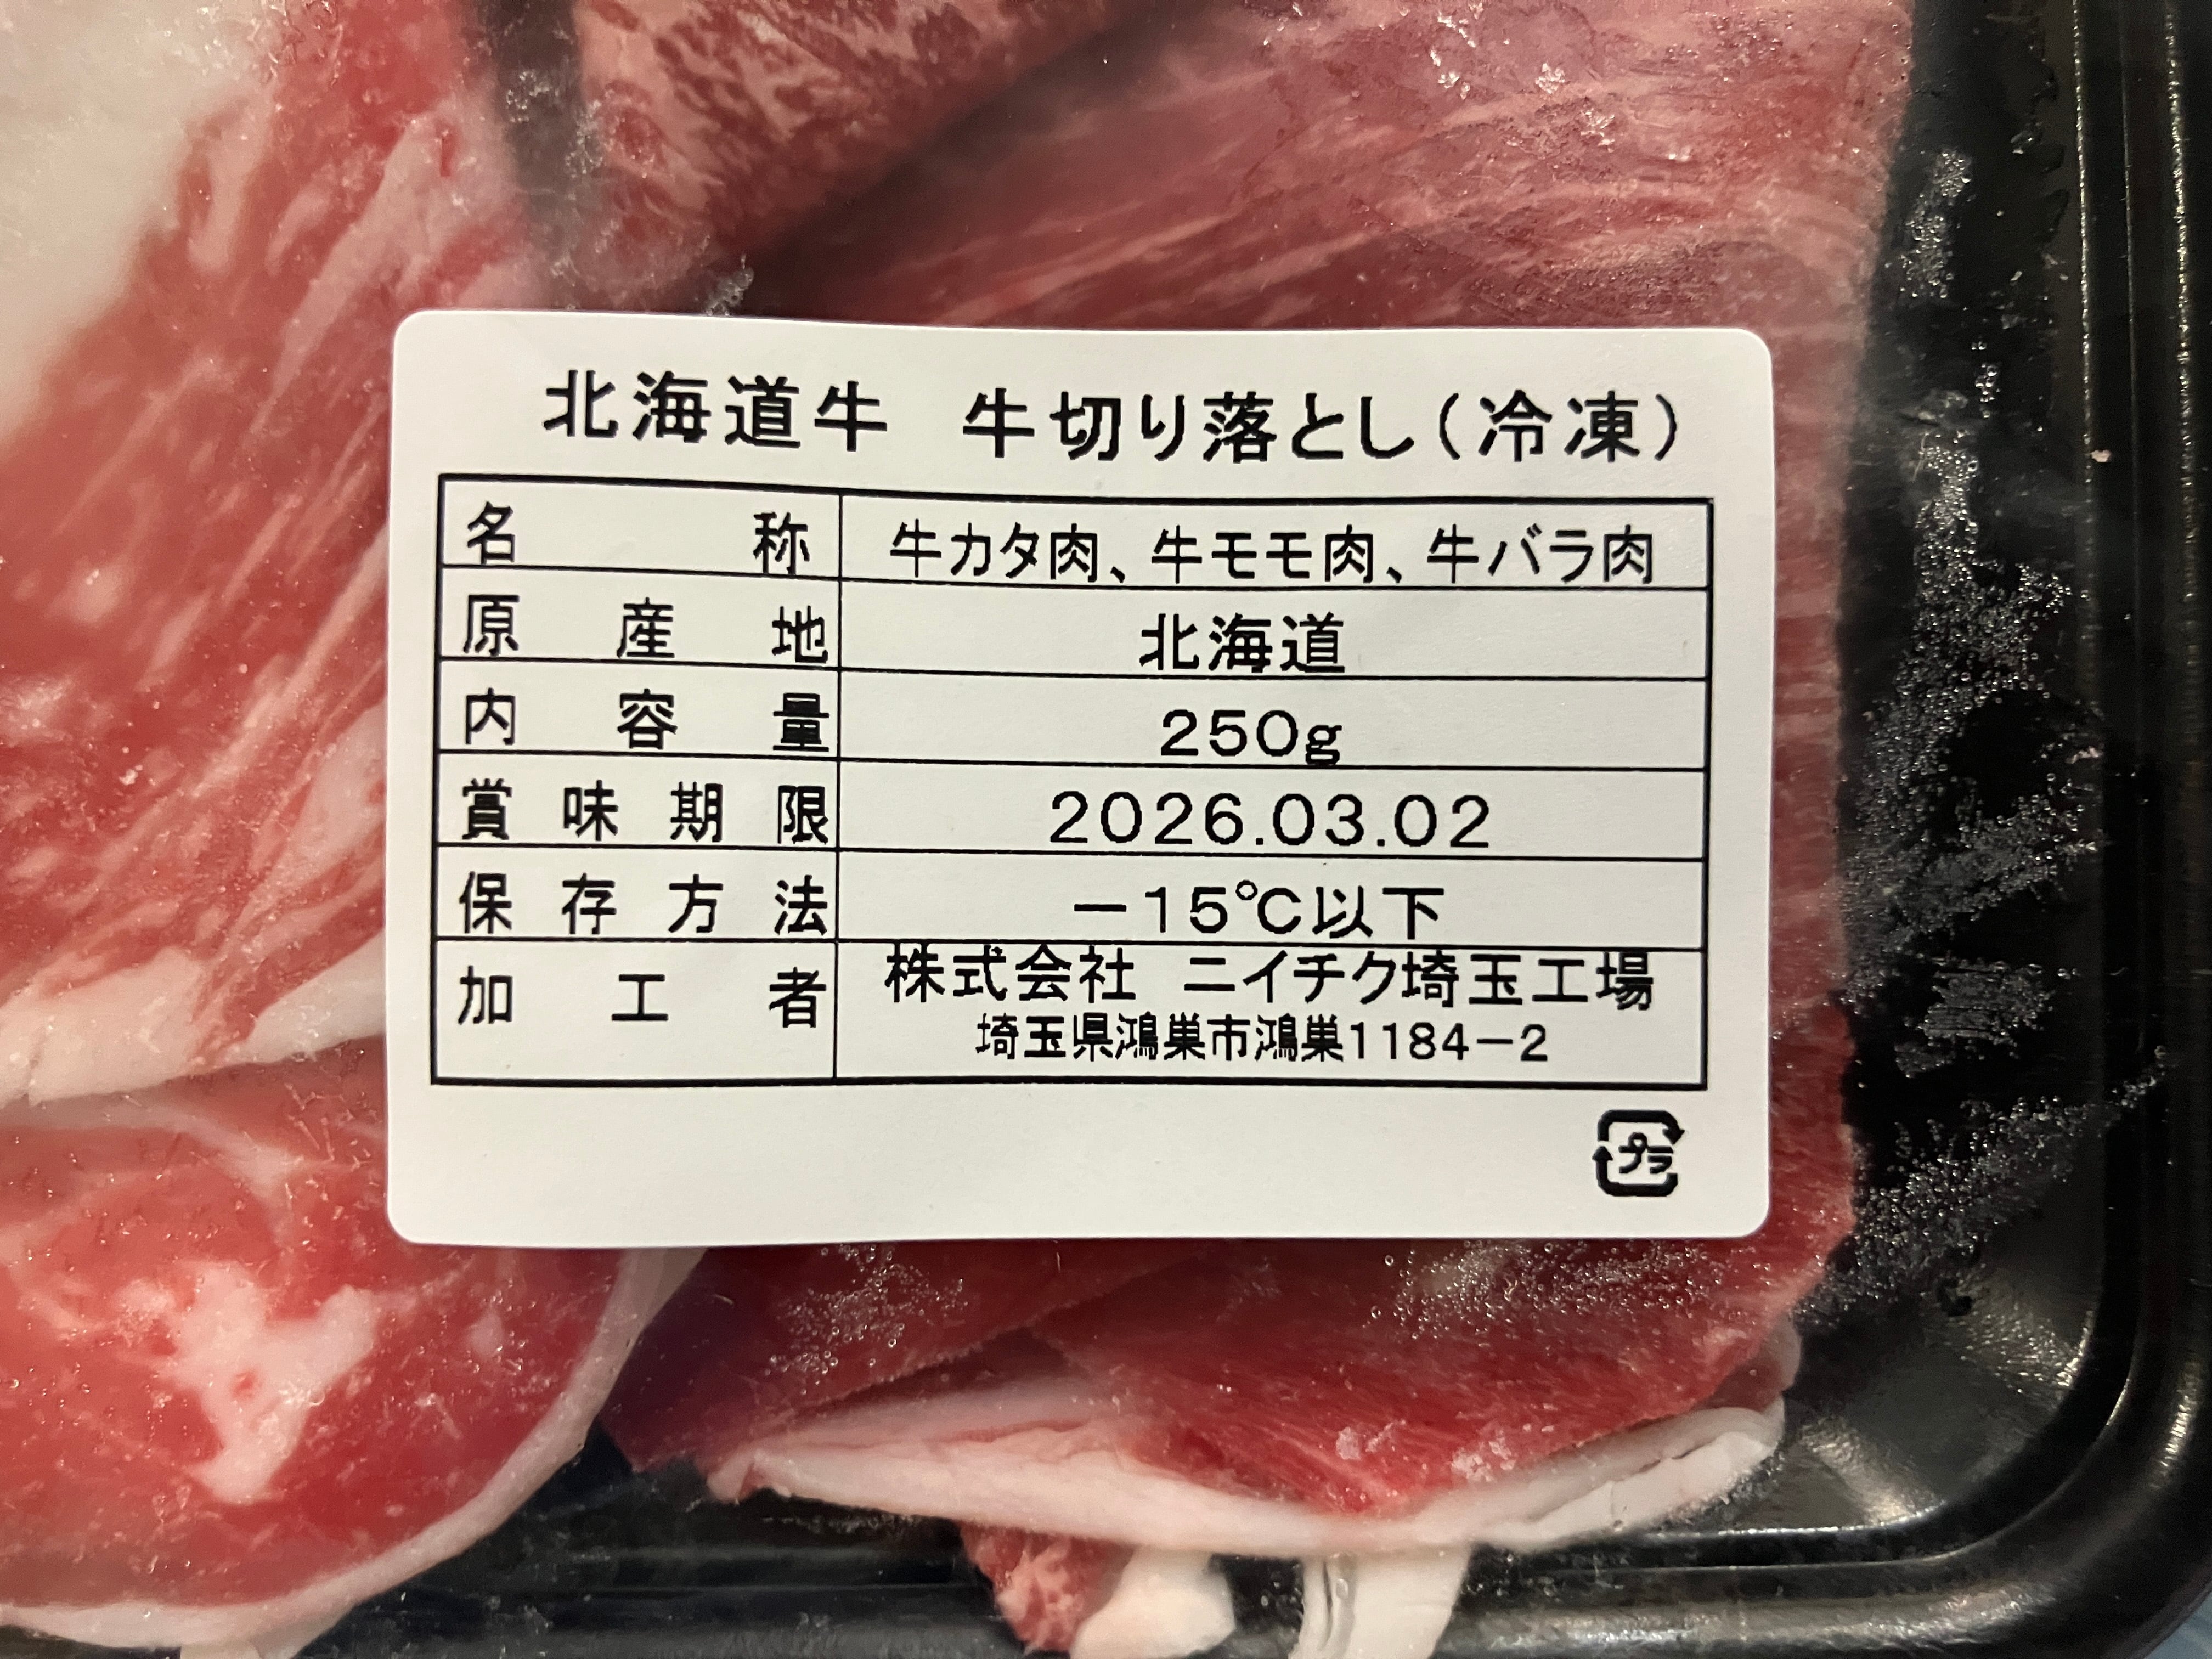 北海道牛　牛切り落とし（冷凍）
名称　牛カタ肉、牛モモ肉、牛バラ肉
原産地　北海道
内容量　250g
賞味期限　2026.03.02
保存方法　－15℃以下
加工者　株式会社　ニイチク埼玉工場
埼玉県鴻巣市鴻巣1184－2
プラ